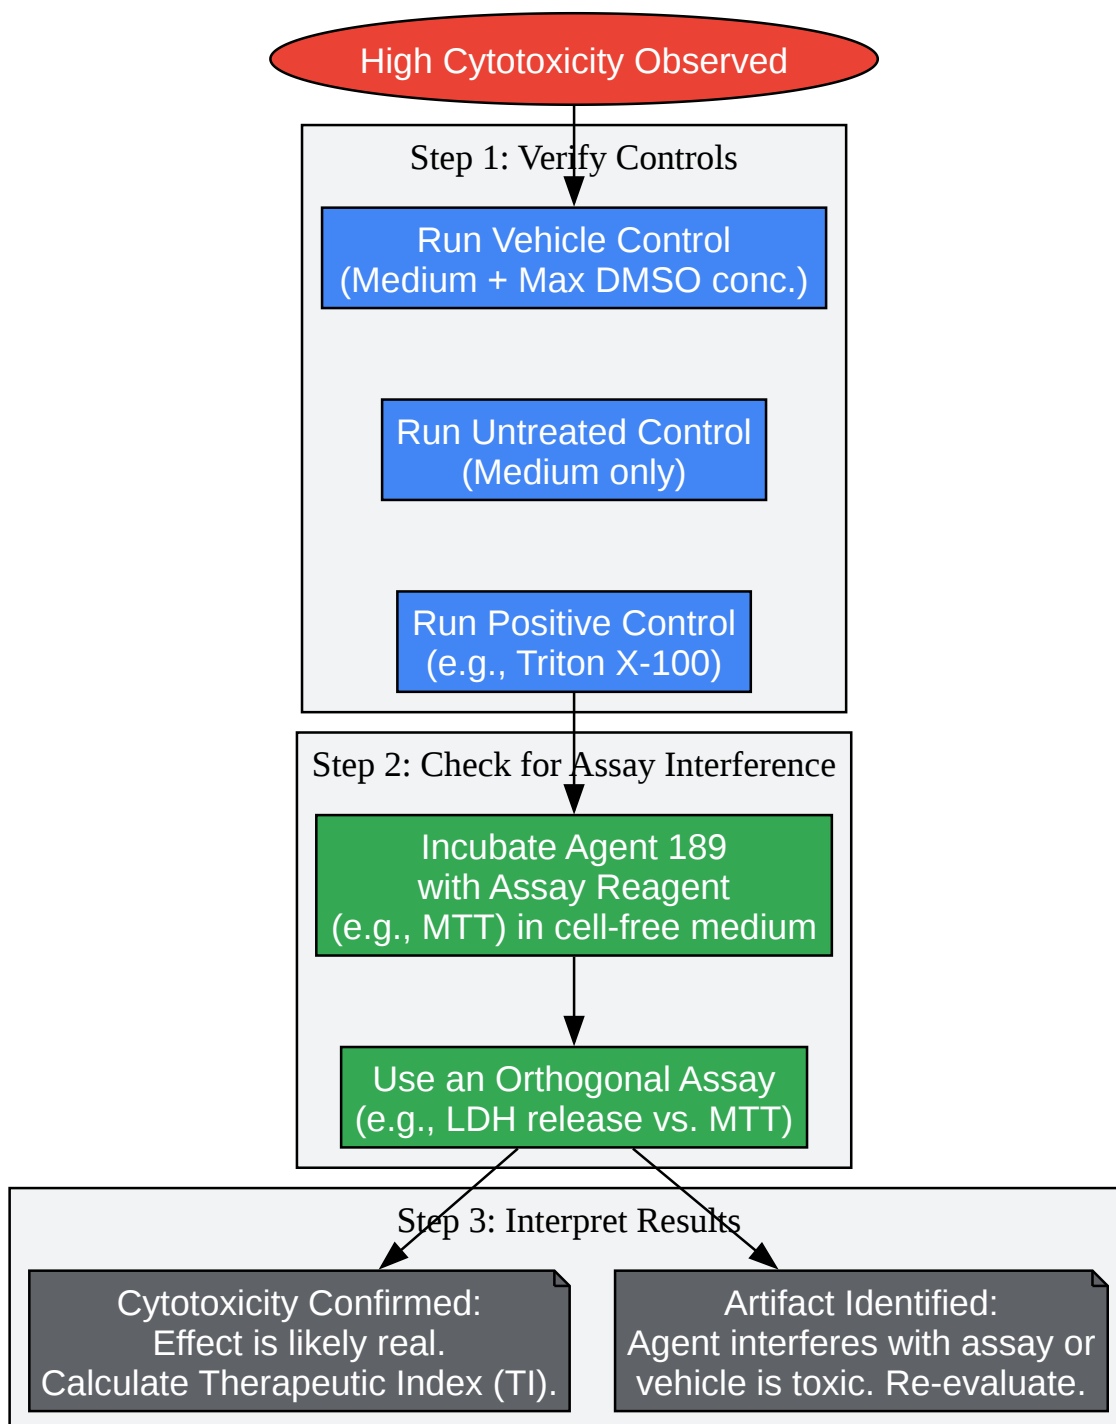 High Cytotoxicity Observed
Step 1: Verify Controls
Run Vehicle Control
(Medium + Max DMSO conc.)
Run Untreated Control
(Medium only)
Run Positive Control
(e.g., Triton X-100)
Step 2: Check for Assay Interference
Incubate Agent 189
with Assay Reagent
(e.g., MTT) in cell-free medium
Use an Orthogonal Assay
(e.g., LDH release vs. MTT)
Step 3: Interpret Results
Cytotoxicity Confirmed:
Effect is likely real.
Calculate Therapeutic Index (TI).
Artifact Identified:
Agent interferes with assay or
vehicle is toxic. Re-evaluate.